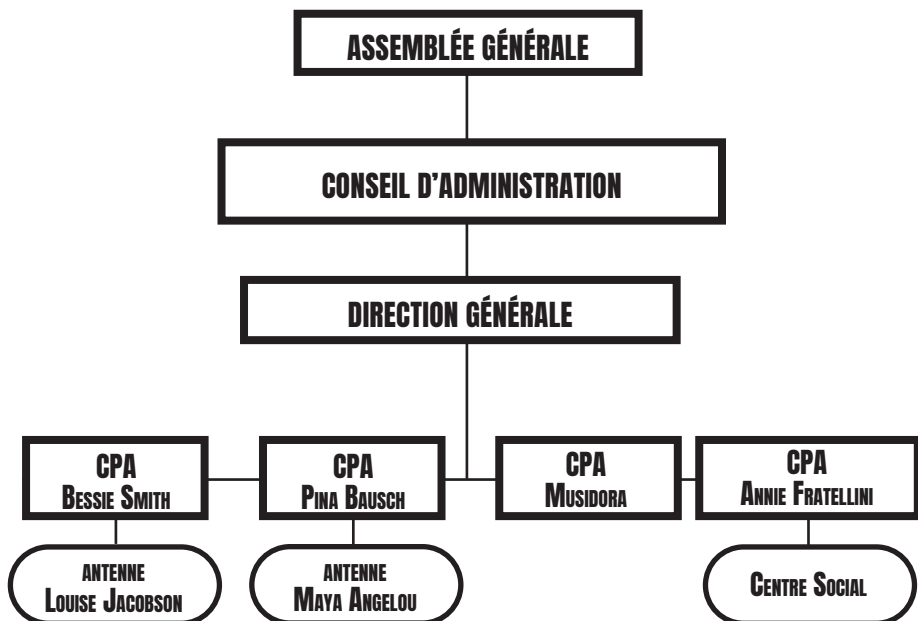 ASSEMBLÉE GÉNÉRALE
CONSEIL D’ADMINISTRATION
DIRECTION GÉNÉRALE
CPA
BESSIE SMITH
CPA
PINA BAUSCH
CPA
MUSIDORA
CPA
ANNIE FRATELLINI
ANTENNE
LOUISE JACOBSON
ANTENNE
MAYA ANGELOU
CENTRE SOCIAL